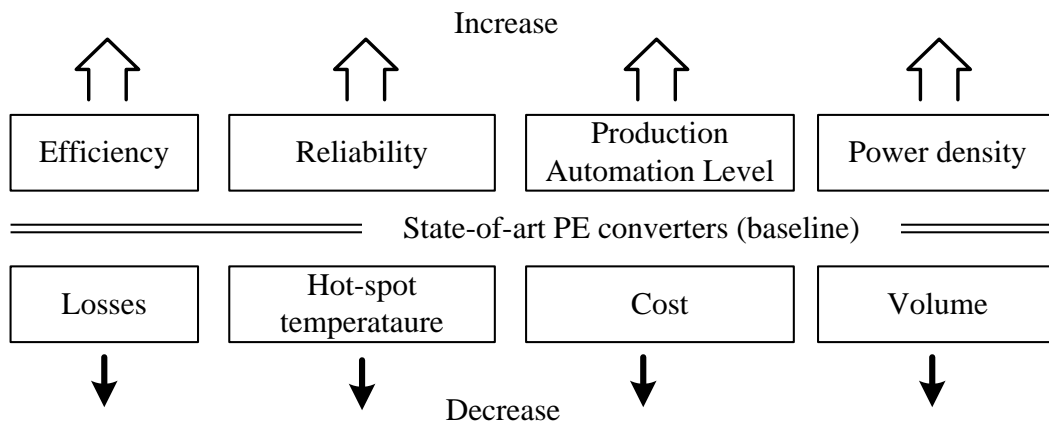 Increase
Efficiency
Reliability
Production
Automation Level
Power density
State-of-art PE converters (baseline)
Losses
Hot-spot
temperataure
Cost
Volume
Decrease